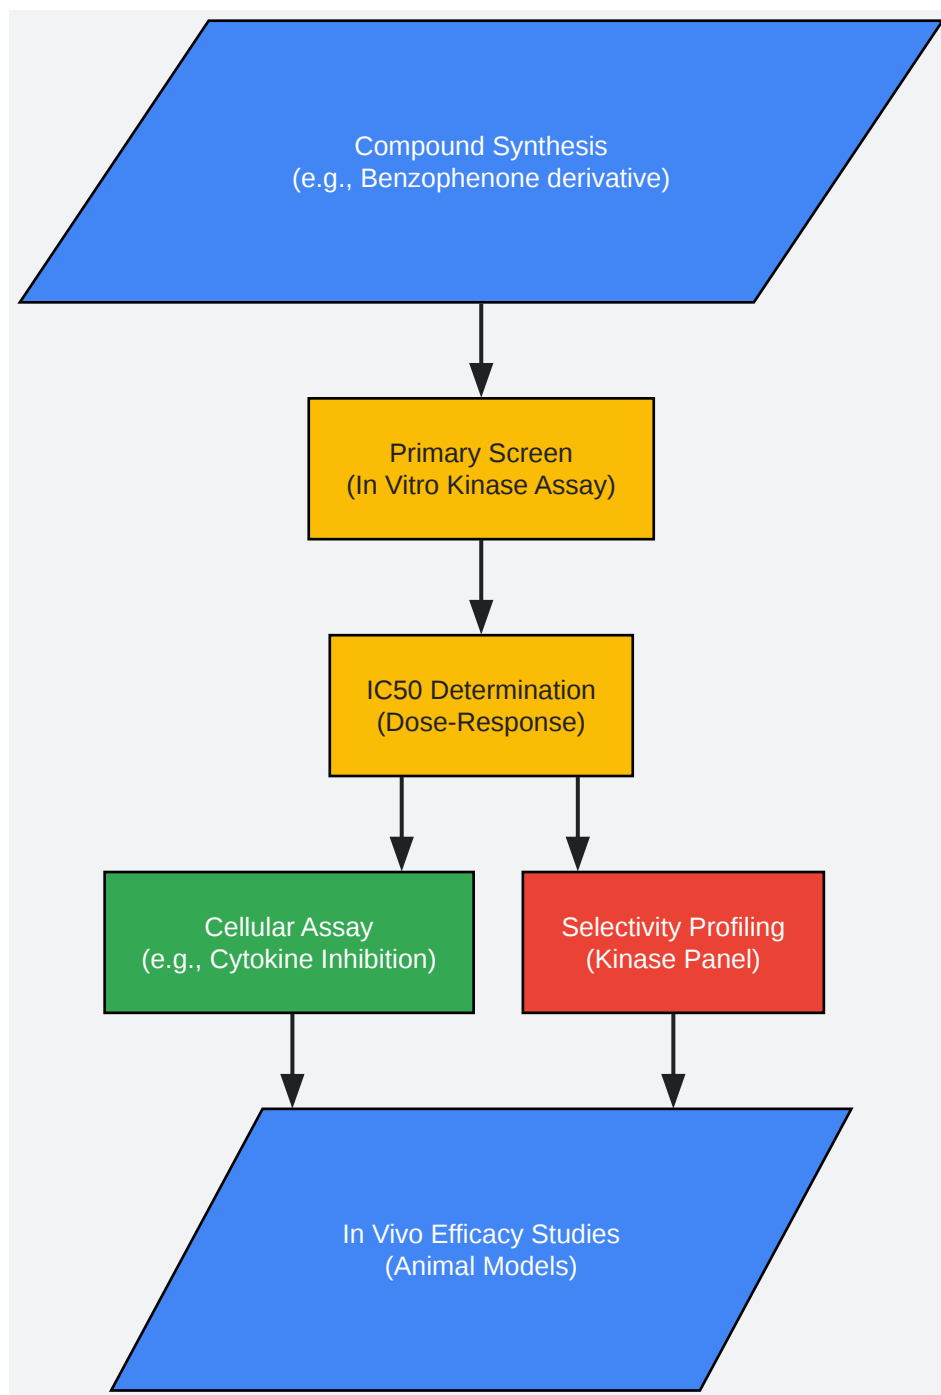 Compound Synthesis
(e.g., Benzophenone derivative)
Primary Screen
(In Vitro Kinase Assay)
IC50 Determination
(Dose-Response)
Cellular Assay
(e.g., Cytokine Inhibition)
Selectivity Profiling
(Kinase Panel)
In Vivo Efficacy Studies
(Animal Models)